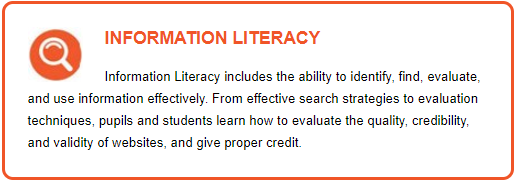 INFORMATION LITERACY
Information Literacy includes the ability to identify, find, evaluate,
and use information effectively. From effective search strategies to evaluation
techniques, pupils and students learn how to evaluate the quality, credibility,
and validity of websites, and give proper credit.